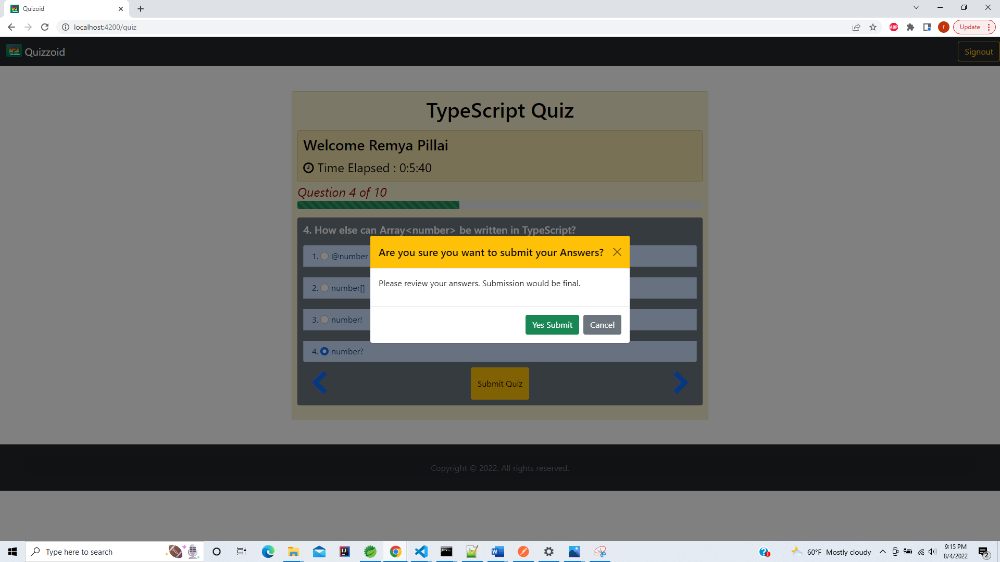 Quizoid
localhost:4200/quiz
ABP
r
Update
Quizzoid
Signout
TypeScript Quiz
Welcome Remya Pillai
Time Elapsed : 0:5:40
Question 4 of 10
4. How else can Array<number> be written in TypeScript?
Are you sure you want to submit your Answers?
1. @number
Please review your answers. Submission would be final.
2. number[]
3. number!
Yes Submit
Cancel
4. number?
Submit Quiz
Copyright © 2022. All rights reserved.
Type here to search
60°F Mostly cloudy
9:15 PM
8/4/2022
2